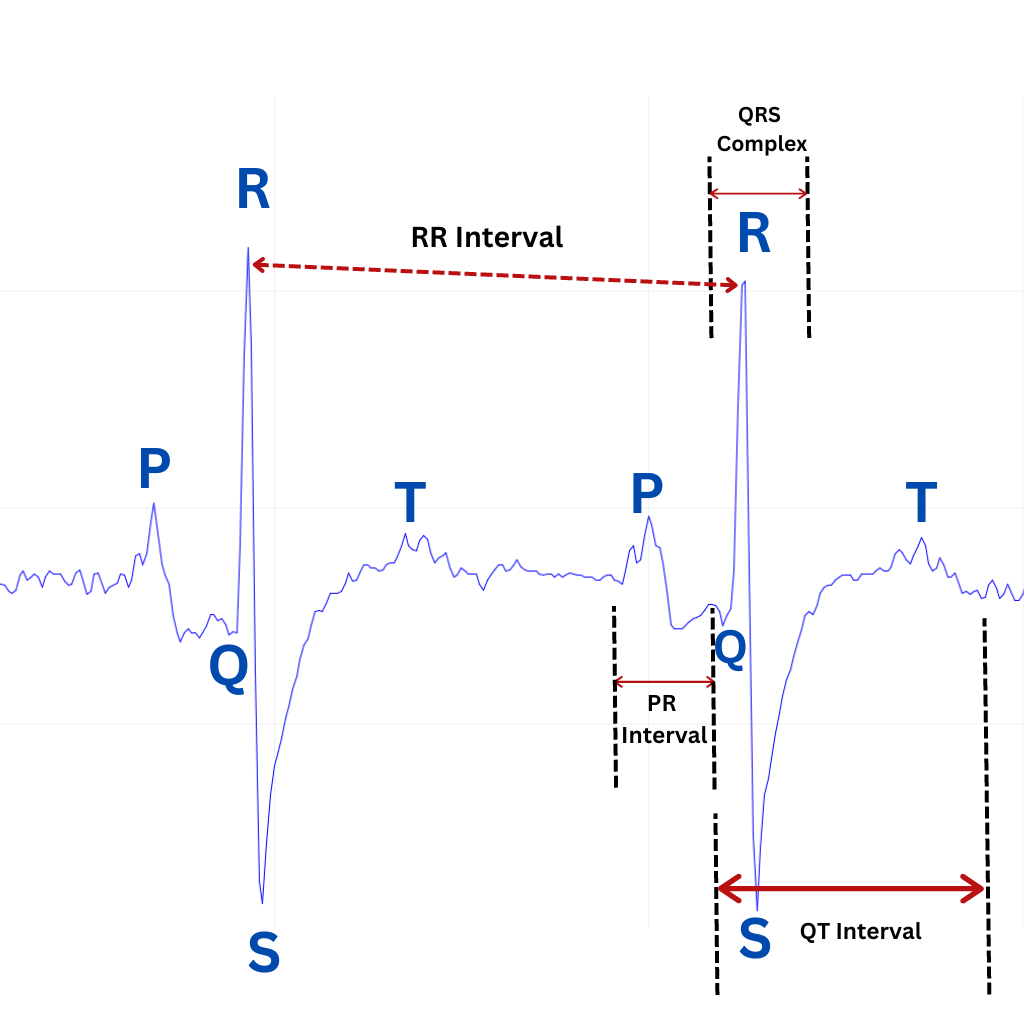 QRS
Complex
R
R
RR Interval
P
T
P
T
Q
Q
PR
Interval
S
S
QT Interval